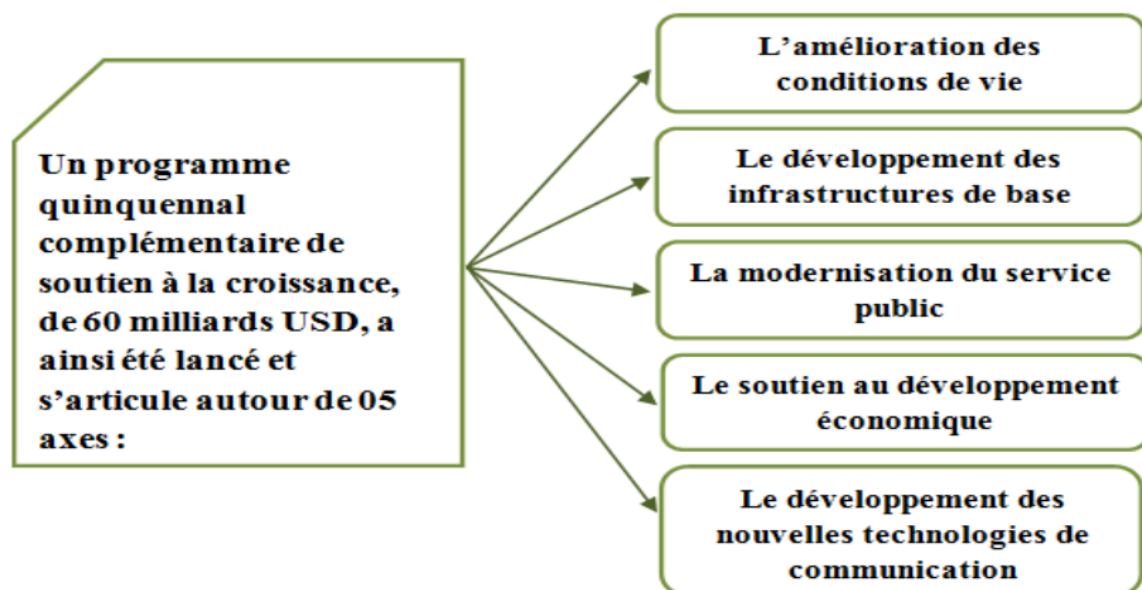 Un programme
quinquennal
complémentaire de
soutien à la croissance,
de 60 milliards USD, a
ainsi été lancé et
s’articule autour de 05
axes :
L’amélioration des
conditions de vie
Le développement des
infrastructures de base
La modernisation du service
public
Le soutien au développement
économique
Le développement des
nouvelles technologies de
communication